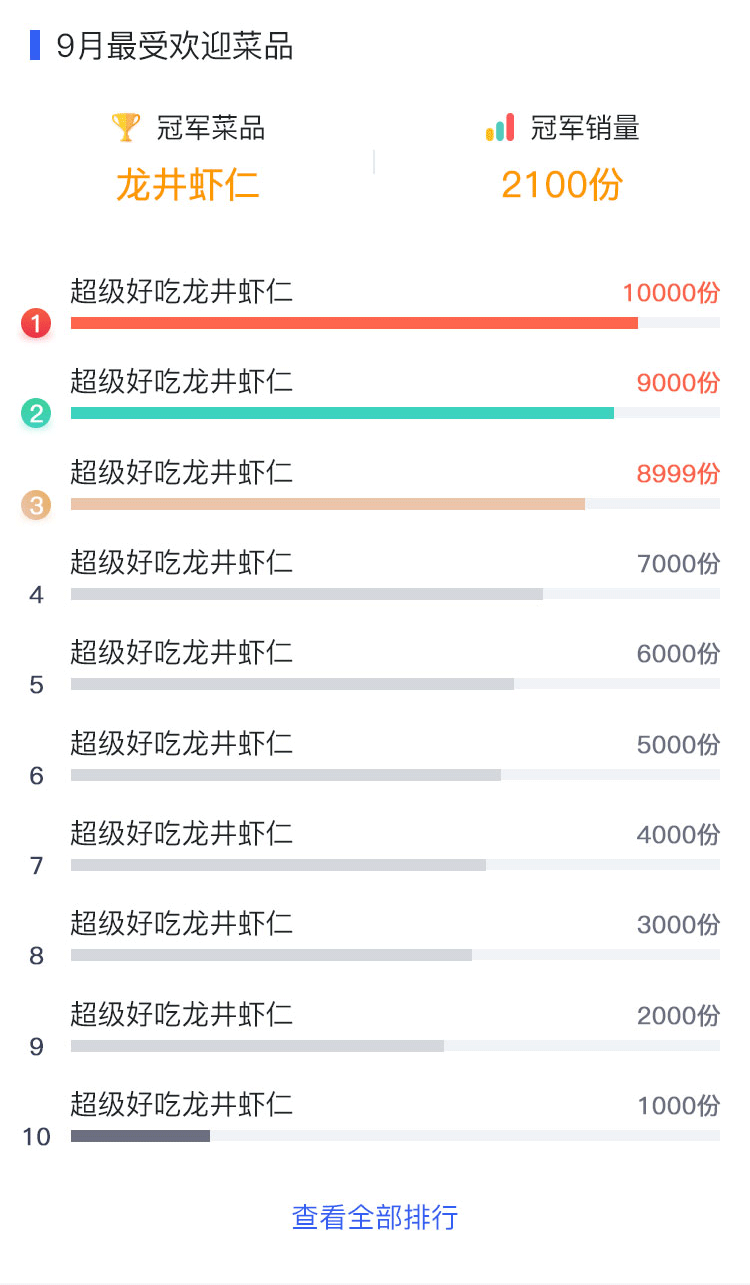 9月最受欢迎菜品
冠军菜品
冠军销量
龙井虾仁
2100份
超级好吃龙井虾仁
10000份
1
超级好吃龙井虾仁
9000份
2
超级好吃龙井虾仁
8999份
3
超级好吃龙井虾仁
7000份
4
超级好吃龙井虾仁
6000份
5
超级好吃龙井虾仁
5000份
6
超级好吃龙井虾仁
4000份
7
超级好吃龙井虾仁
3000份
8
超级好吃龙井虾仁
2000份
9
超级好吃龙井虾仁
1000份
10
查看全部排行